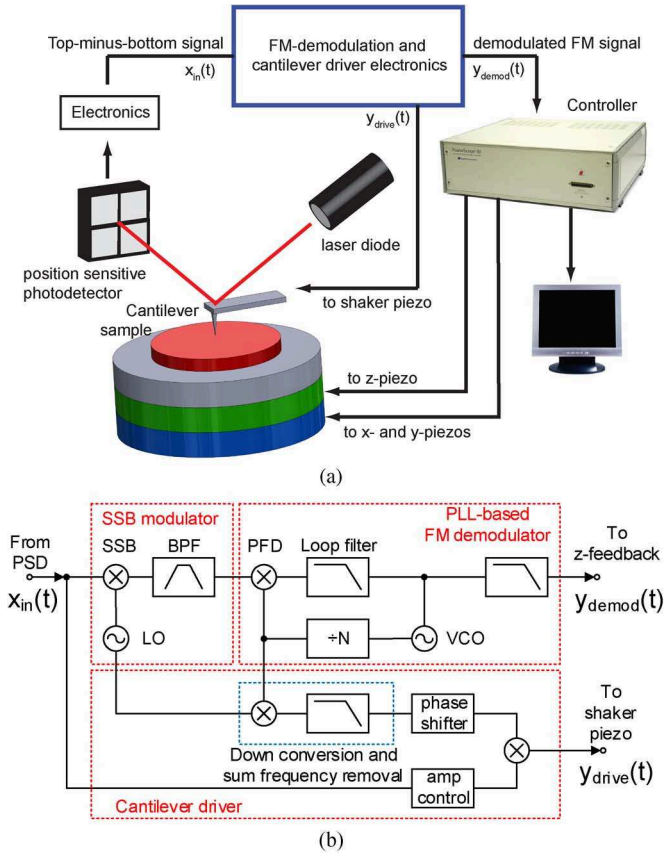 Top-minus-bottom signal
x_in(t)
FM-demodulation and
cantilever driver electronics
demodulated FM signal
y_demod(t)
Electronics
y_drive(t)
Controller
laser diode
position sensitive
photodetector
to shaker piezo
Cantilever
sample
to z-piezo
to x- and y-piezos
(a)
SSB modulator
PLL-based
FM demodulator
From
PSD
x_in(t)
SSB
BPF
PFD
Loop filter
To
z-feedback
y_demod(t)
LO
÷N
VCO
phase
shifter
To
shaker
piezo
y_drive(t)
Down conversion and
sum frequency removal
amp
control
Cantilever driver
(b)